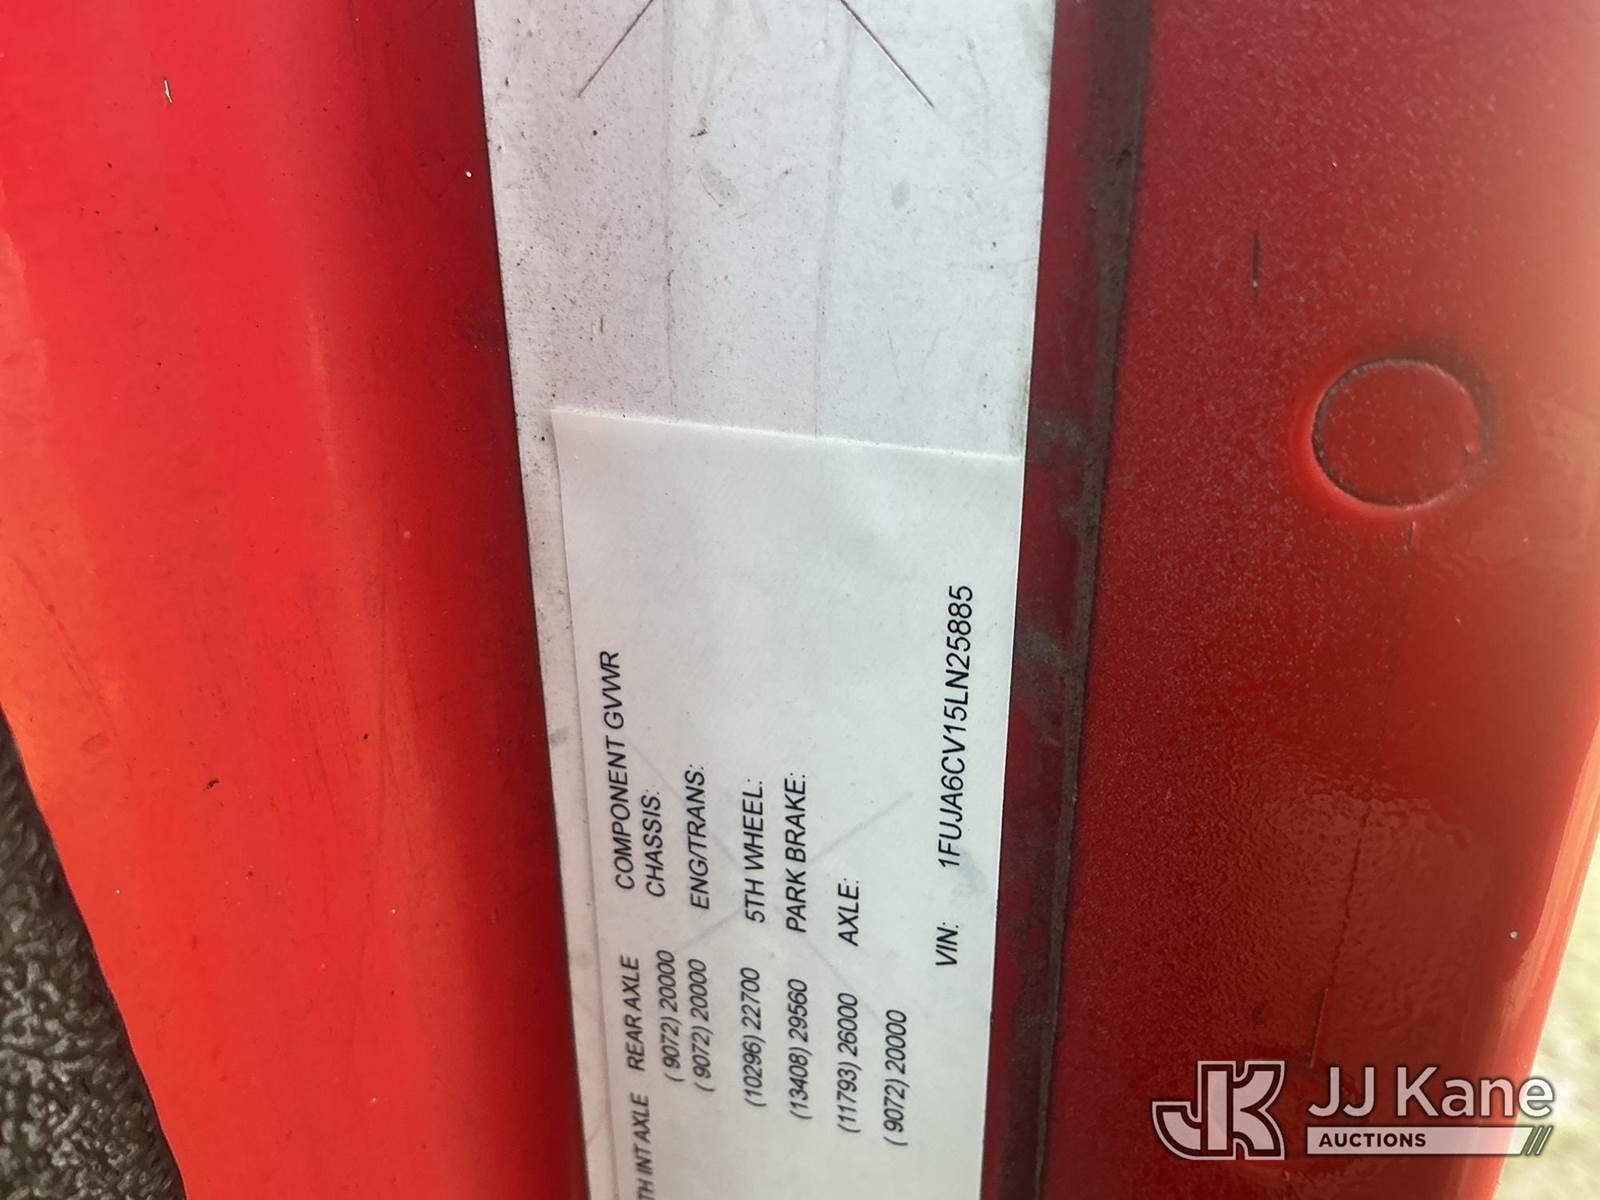 COMPONENT GVWR
TH INT AXLE REAR AXLE CHASSIS:
( 9072) 20000
( 9072) 20000 ENG/TRANS:
(10296) 22700 5TH WHEEL:
(13408) 29560 PARK BRAKE:
(11793) 26000 AXLE:
( 9072) 20000
VIN: 1FUJA6CV15LN25885
JJ Kane
AUCTIONS